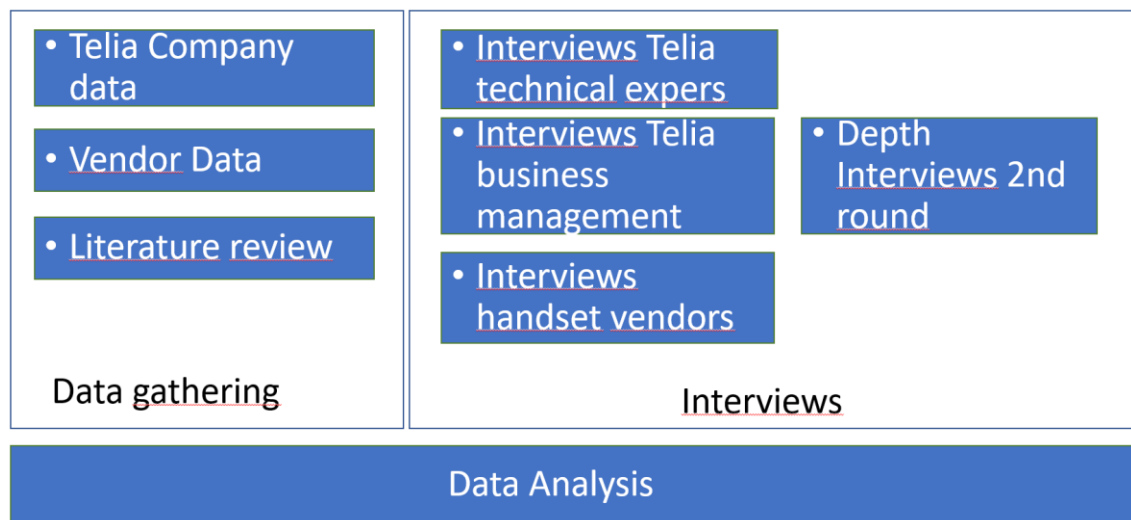 • Telia Company
data
• Vendor Data
• Literature review
Data gathering
• Interviews Telia
technical expers
• Interviews Telia
business
management
• Interviews
handset vendors
• Depth
Interviews 2nd
round
Interviews
Data Analysis